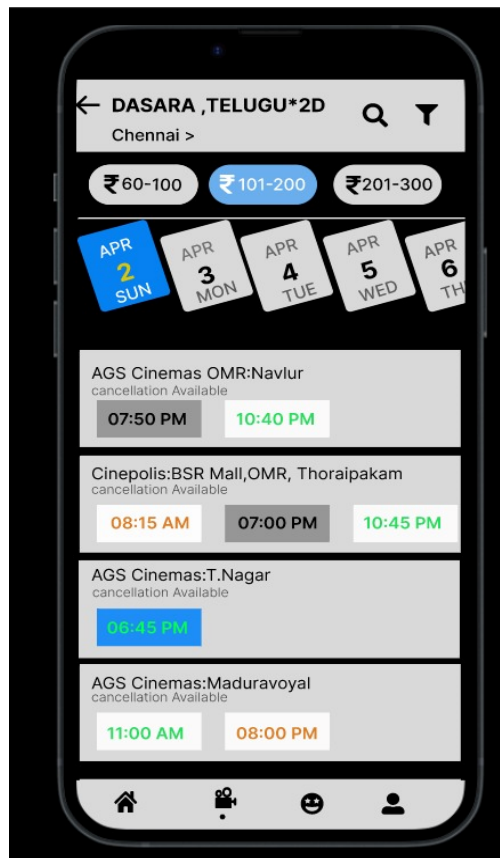 DASARA ,TELUGU*2D
Chennai >
₹60-100 ₹101-200 ₹201-300
APR APR APR APR APR
2 3 4 5 6
SUN MON TUE WED TH
AGS Cinemas OMR:Navlur
cancellation Available
07:50 PM 10:40 PM
Cinepolis:BSR Mall,OMR, Thoraipakam
cancellation Available
08:15 AM 07:00 PM 10:45 PM
AGS Cinemas:T.Nagar
cancellation Available
06:45 PM
AGS Cinemas:Maduravoyal
cancellation Available
11:00 AM 08:00 PM